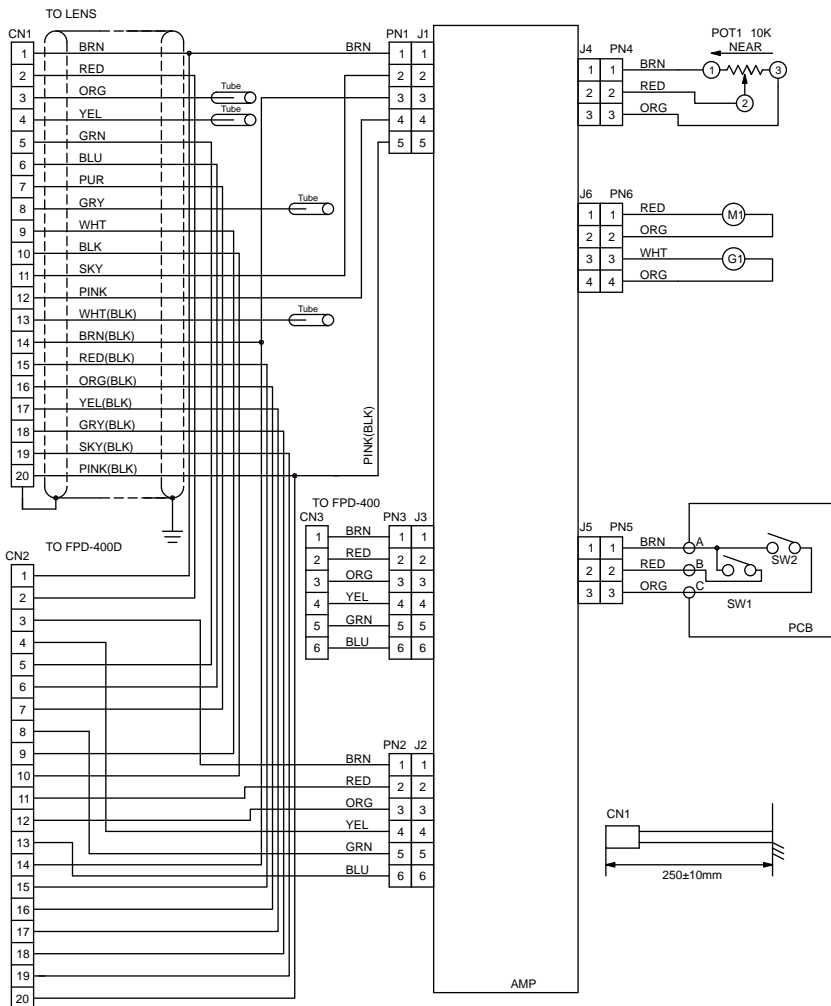 TO LENS
CN1
1 BRN
2 RED
3 ORG Tube
4 YEL Tube
5 GRN
6 BLU
7 PUR
8 GRY Tube
9 WHT
10 BLK
11 SKY
12 PINK
13 WHT(BLK) Tube
14 BRN(BLK)
15 RED(BLK)
16 ORG(BLK)
17 YEL(BLK)
18 GRY(BLK)
19 SKY(BLK)
20 PINK(BLK)
PN1 J1
BRN 1 1
2 2
3 3
4 4
5 5
PINK(BLK)
TO FPD-400
CN3 PN3 J3
1 BRN 1 1
2 RED 2 2
3 ORG 3 3
4 YEL 4 4
5 GRN 5 5
6 BLU 6 6
TO FPD-400D
CN2
1
2
3
4
5
6
7
8
9
10
11
12
13
14
15
16
17
18
19
20
PN2 J2
BRN 1 1
RED 2 2
ORG 3 3
YEL 4 4
GRN 5 5
BLU 6 6
AMP
POT1 10K
NEAR
J4 PN4
1 1 BRN 1 3
2 2 RED 2
3 3 ORG
J6 PN6
1 1 RED M1
2 2 ORG
3 3 WHT G1
4 4 ORG
J5 PN5
1 1 BRN A
2 2 RED B
3 3 ORG C
SW2
SW1
PCB
CN1
250±10mm